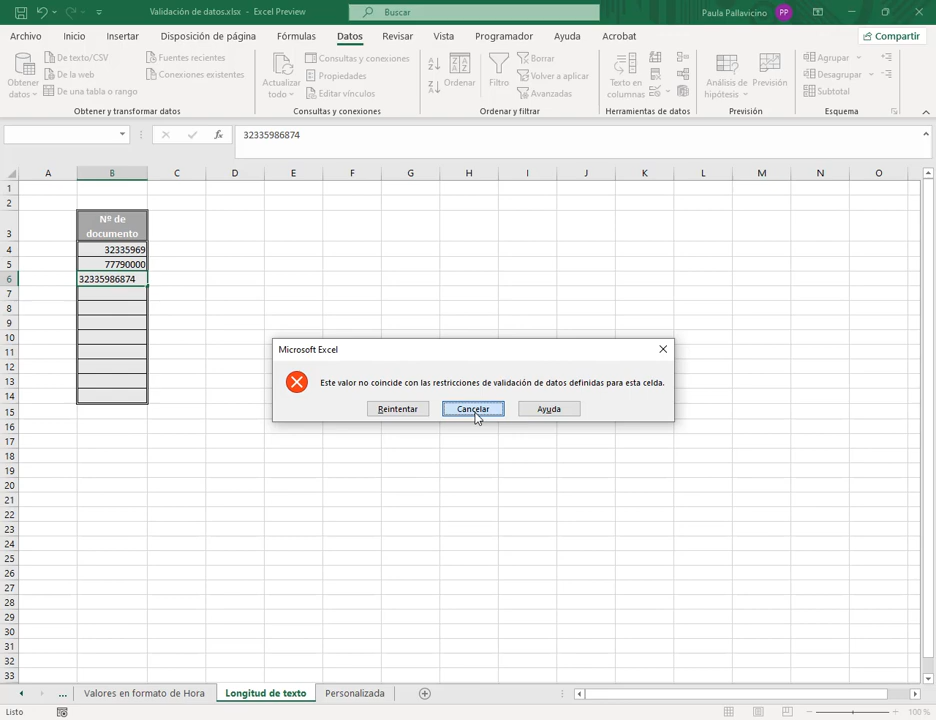 Validación de datos.xlsx - Excel Preview
Buscar
Paula Pallavicino
PP
Archivo
Inicio
Insertar
Disposición de página
Fórmulas
Datos
Revisar
Vista
Programador
Ayuda
Acrobat
Compartir
Obtener datos
De texto/CSV
De la web
De una tabla o rango
Fuentes recientes
Conexiones existentes
Obtener y transformar datos
Actualizar todo
Consultas y conexiones
Propiedades
Editar vínculos
Consultas y conexiones
Ordenar
Filtro
Borrar
Volver a aplicar
Avanzadas
Ordenar y filtrar
Texto en columnas
Herramientas de datos
Análisis de hipótesis
Previsión
Previsión
Agrupar
Desagrupar
Subtotal
Esquema
fx
32335986874
A B C D E F G H I J K L M N O
1
2
3 Nº de documento
4 32335969
5 77790000
6 32335986874
7
8
9
10
11
12
13
14
15
16
17
18
19
20
21
22
23
24
25
26
27
28
29
30
31
32
33
Microsoft Excel
Este valor no coincide con las restricciones de validación de datos definidas para esta celda.
Reintentar
Cancelar
Ayuda
...
Valores en formato de Hora
Longitud de texto
Personalizada
Listo
100 %